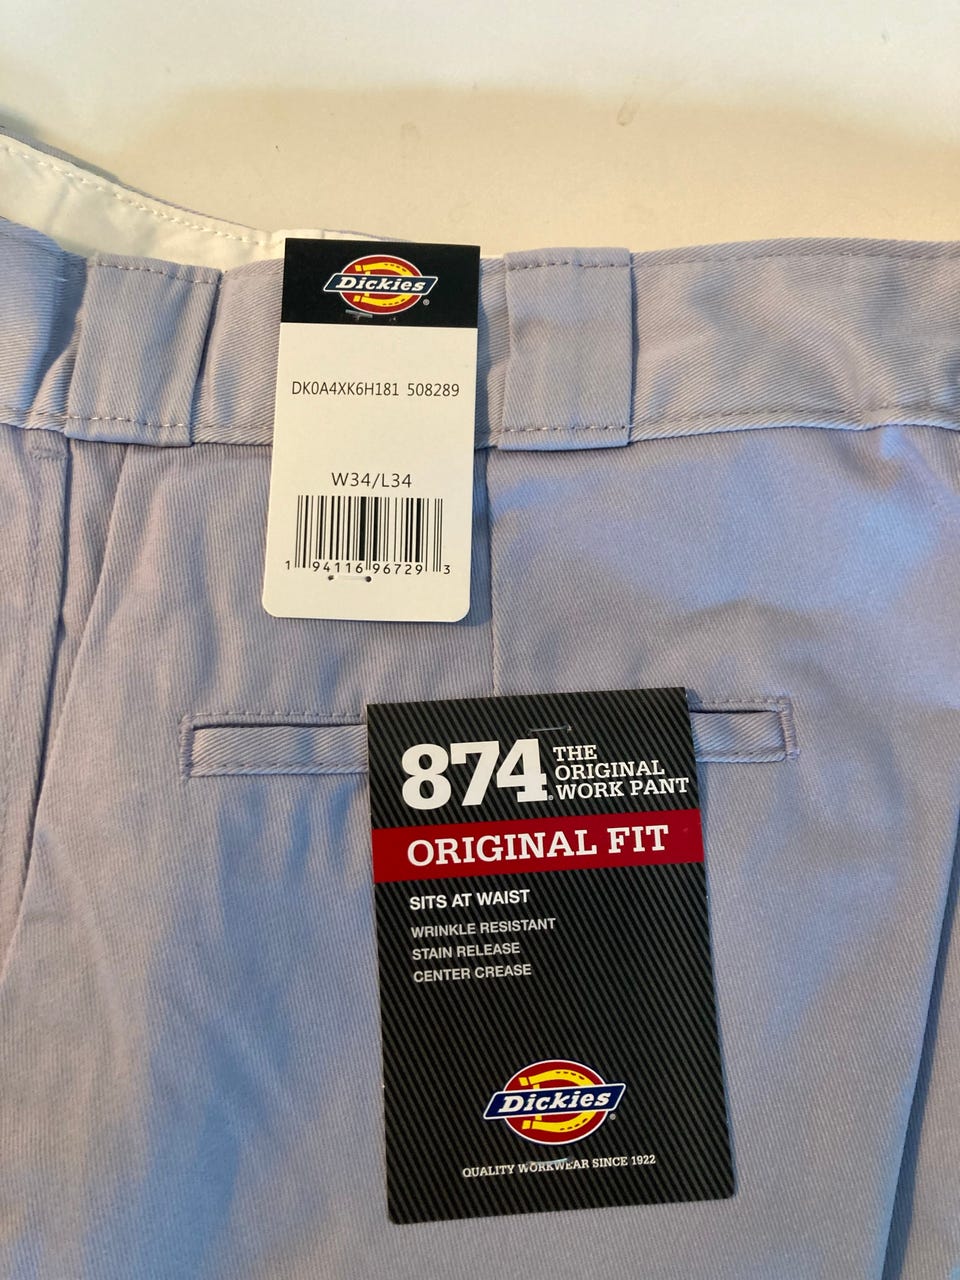 Dickies®
DK0A4XK6H181 508289
W34/L34
1 94116 96729 3
874® THE
ORIGINAL
WORK PANT
ORIGINAL FIT
SITS AT WAIST
WRINKLE RESISTANT
STAIN RELEASE
CENTER CREASE
Dickies®
QUALITY WORKWEAR SINCE 1922